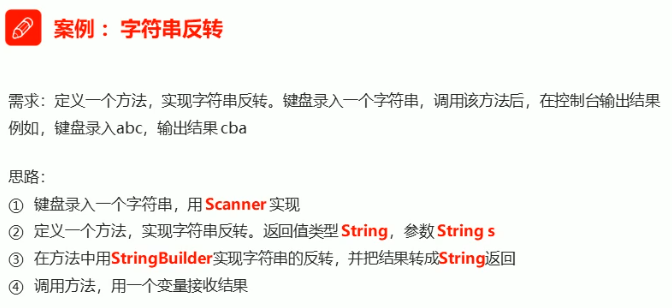 案例：字符串反转
需求：定义一个方法，实现字符串反转。键盘录入一个字符串，调用该方法后，在控制台输出结果
例如，键盘录入abc，输出结果 cba
思路：
① 键盘录入一个字符串，用 Scanner 实现
② 定义一个方法，实现字符串反转。返回值类型 String，参数 String s
③ 在方法中用StringBuilder实现字符串的反转，并把结果转成String返回
④ 调用方法，用一个变量接收结果